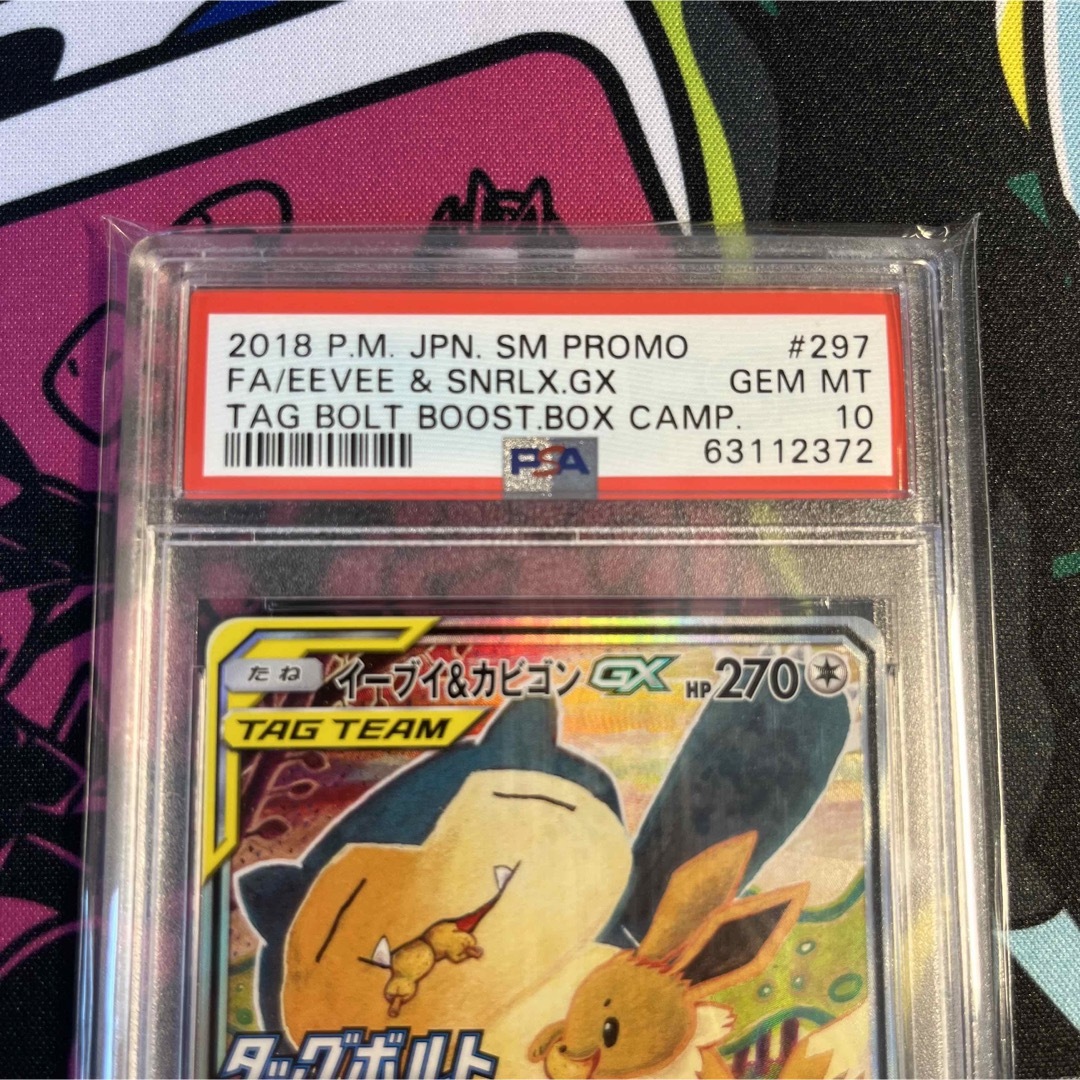 2018 P.M. JPN. SM PROMO #297
FA/EEVEE & SNRLX.GX GEM MT
TAG BOLT BOOST.BOX CAMP. 10
PSA 63112372
たね イーブイ&カビゴン GX HP 270
TAG TEAM
タッグボルト